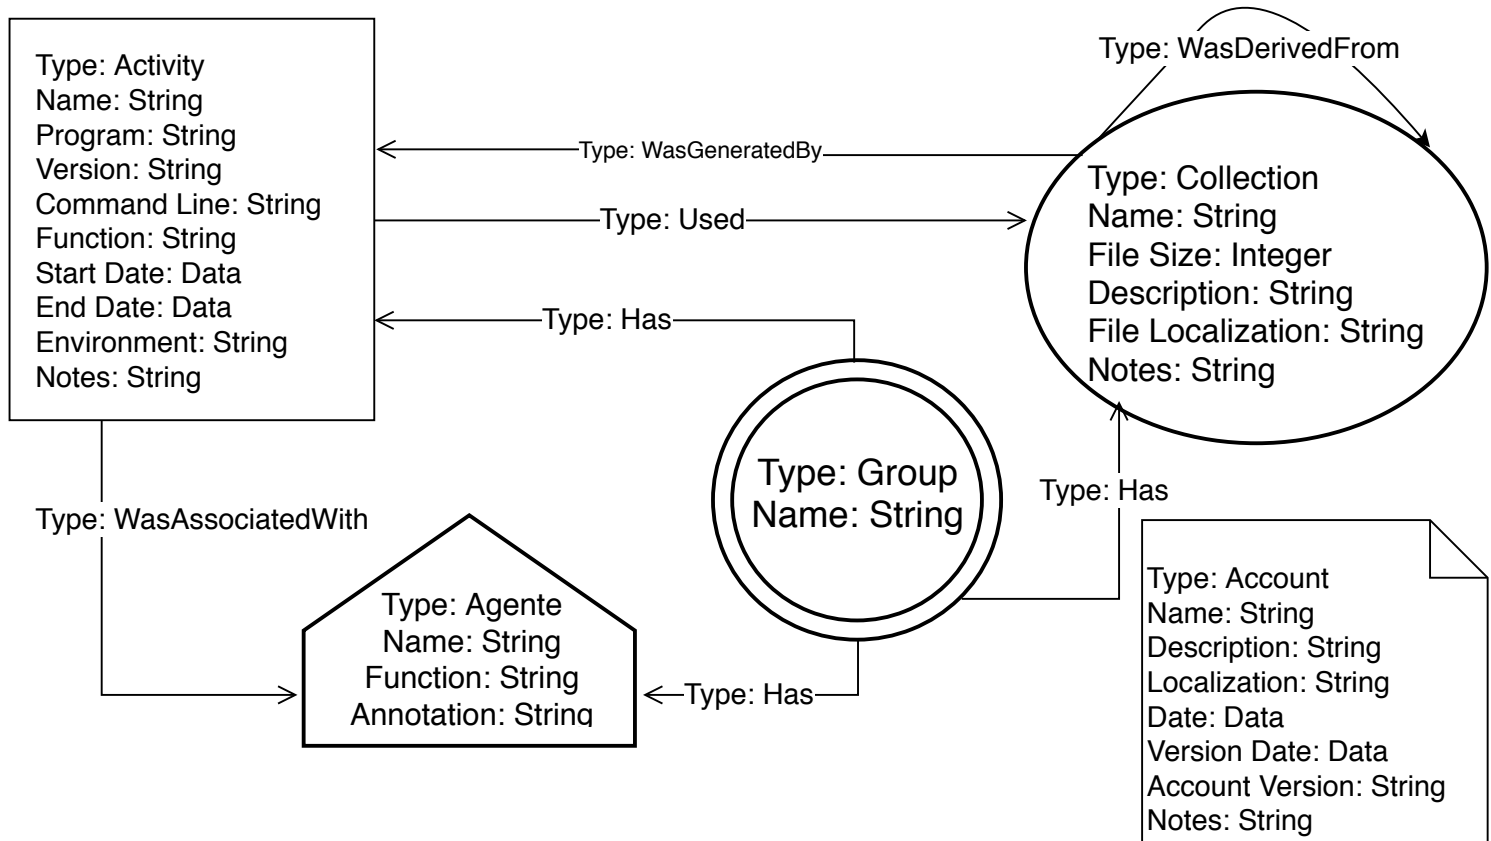 Type: Activity
Name: String
Program: String
Version: String
Command Line: String
Function: String
Start Date: Data
End Date: Data
Environment: String
Notes: String
Type: WasDerivedFrom
Type: WasGeneratedBy
Type: Used
Type: Has
Type: Collection
Name: String
File Size: Integer
Description: String
File Localization: String
Notes: String
Type: Group
Name: String
Type: Has
Type: WasAssociatedWith
Type: Agente
Name: String
Function: String
Annotation: String
Type: Has
Type: Account
Name: String
Description: String
Localization: String
Date: Data
Version Date: Data
Account Version: String
Notes: String